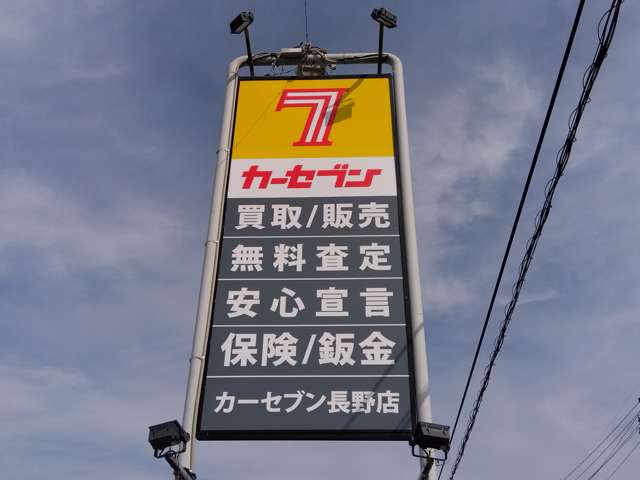 7
カーセブン
買取/販売
無料査定
安心宣言
保険/鈑金
カーセブン長野店